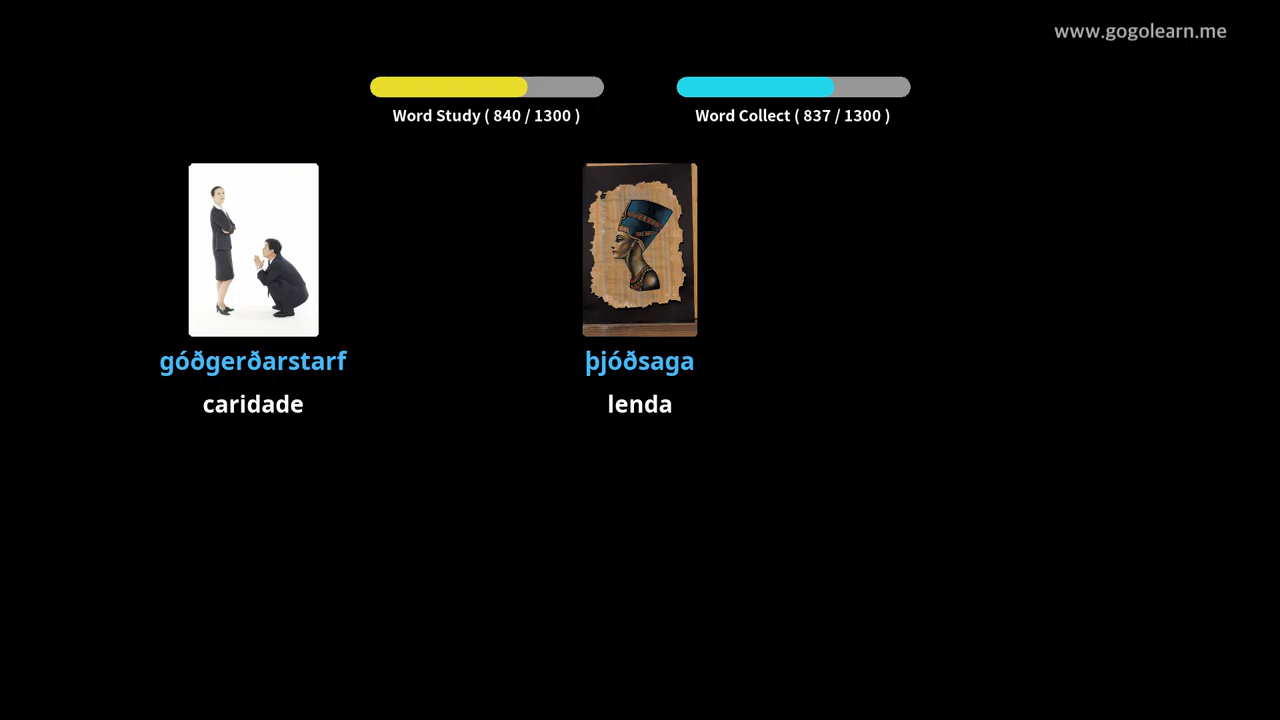 www.gogolearn.me
Word Study ( 840 / 1300 )
Word Collect ( 837 / 1300 )
góðgerðarstarf
þjóðsaga
caridade
lenda